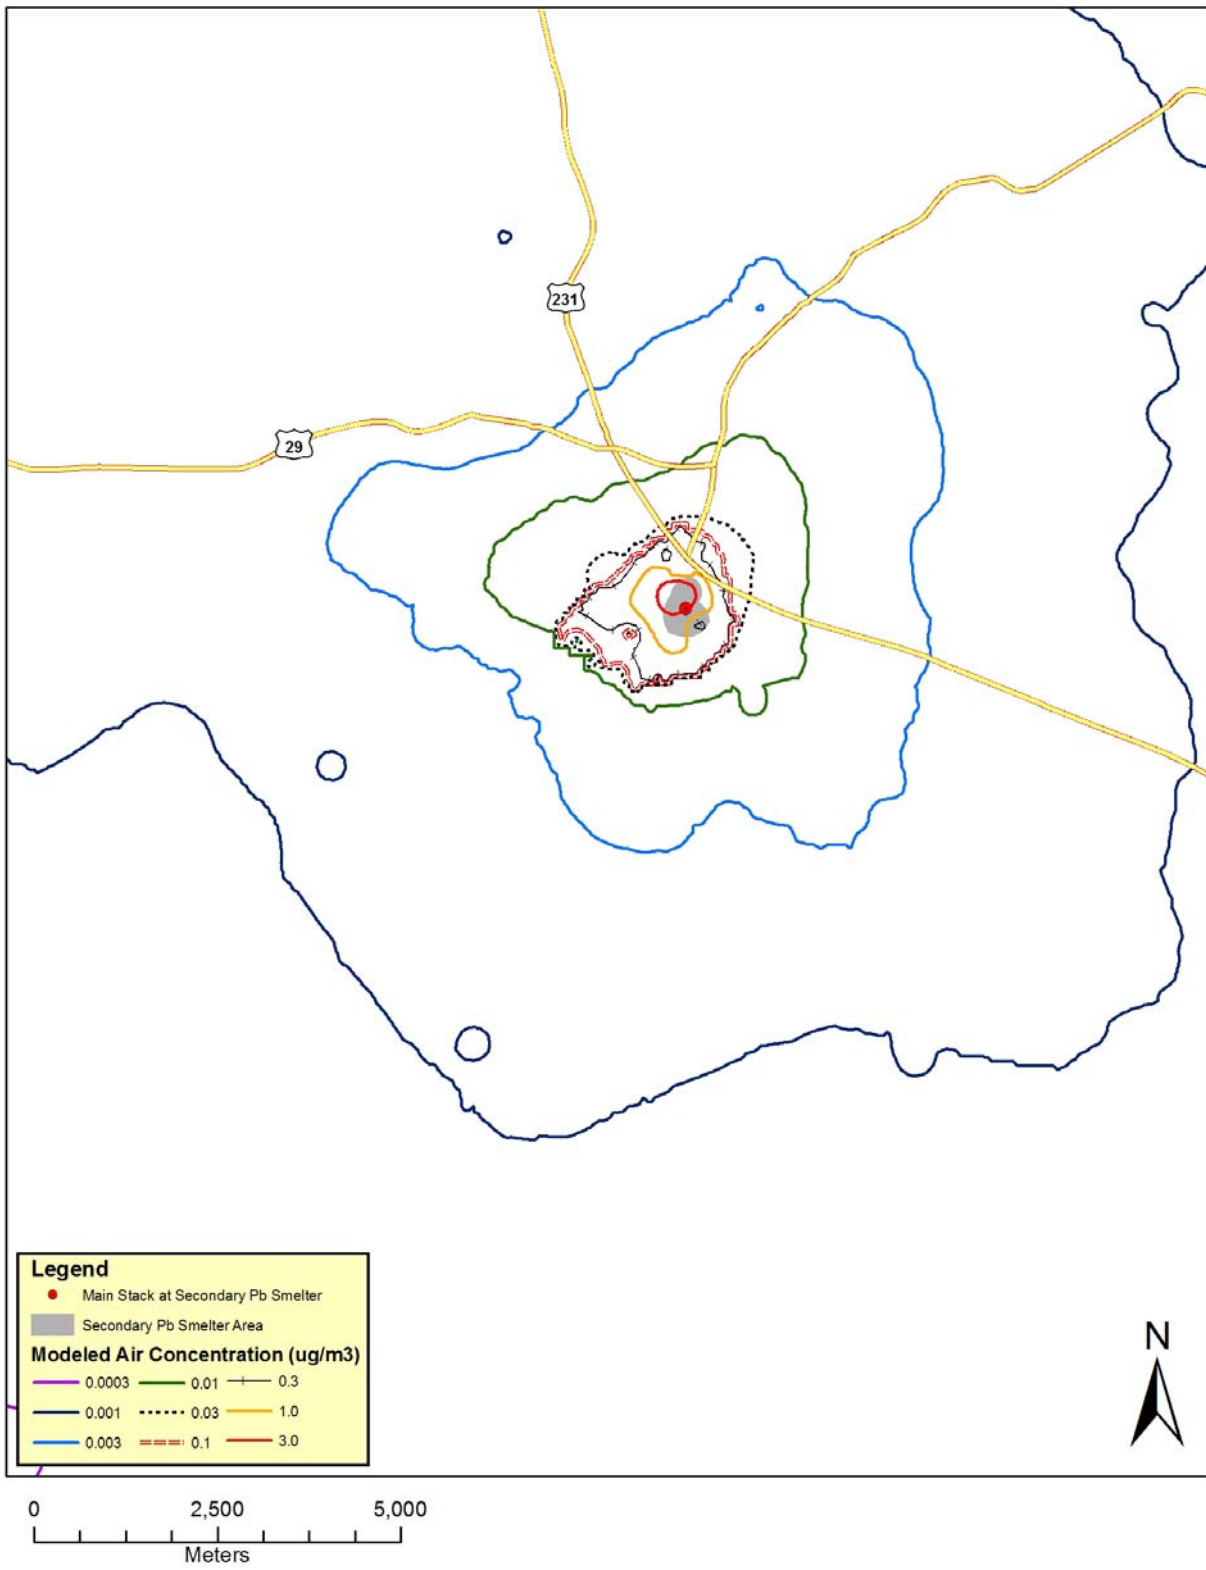 231
29
Legend
Main Stack at Secondary Pb Smelter
Secondary Pb Smelter Area
Modeled Air Concentration (ug/m3)
0.0003 0.01 0.3
0.001 0.03 1.0
0.003 0.1 3.0
N
0 2,500 5,000
Meters